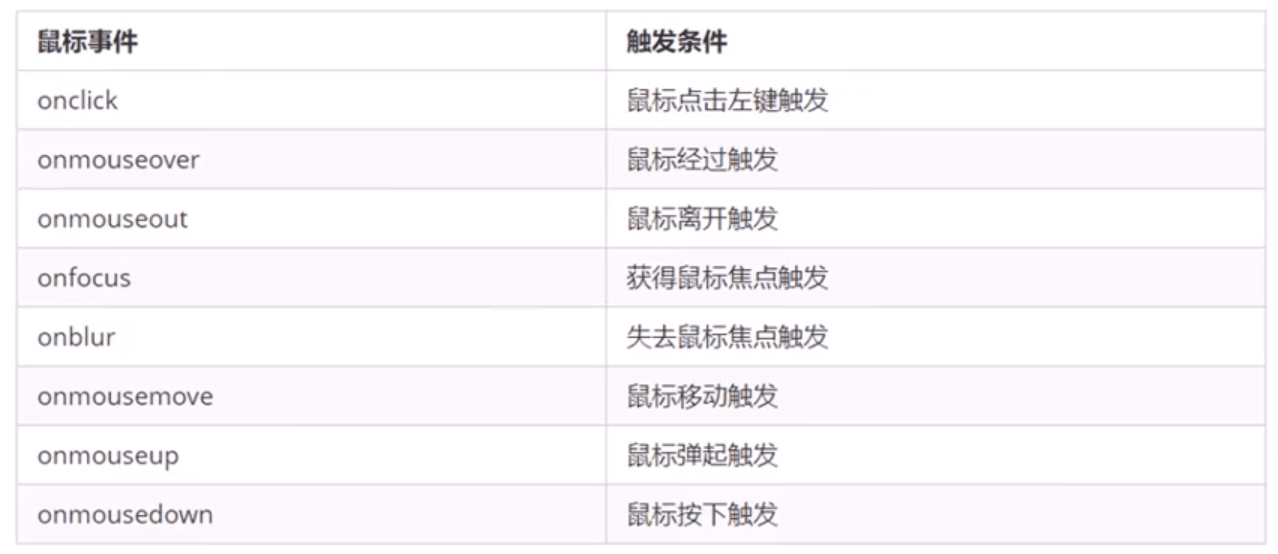 鼠标事件 触发条件
onclick 鼠标点击左键触发
onmouseover 鼠标经过触发
onmouseout 鼠标离开触发
onfocus 获得鼠标焦点触发
onblur 失去鼠标焦点触发
onmousemove 鼠标移动触发
onmouseup 鼠标弹起触发
onmousedown 鼠标按下触发